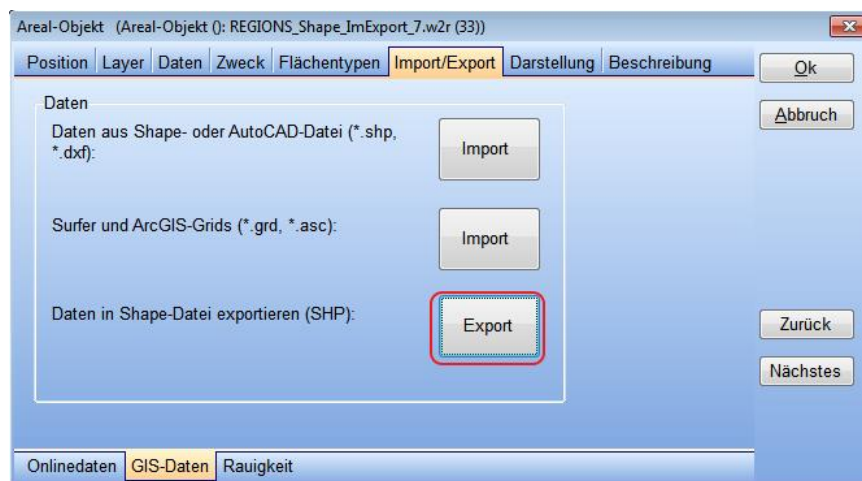 Areal-Objekt (Areal-Objekt (): REGIONS_Shape_ImExport_7.w2r (33))
Position Layer Daten Zweck Flächentypen Import/Export Darstellung Beschreibung
Ok
Abbruch
Daten
Daten aus Shape- oder AutoCAD-Datei (*.shp,
*.dxf):
Import
Surfer und ArcGIS-Grids (*.grd, *.asc):
Import
Daten in Shape-Datei exportieren (SHP):
Export
Zurück
Nächstes
Onlinedaten GIS-Daten Rauigkeit